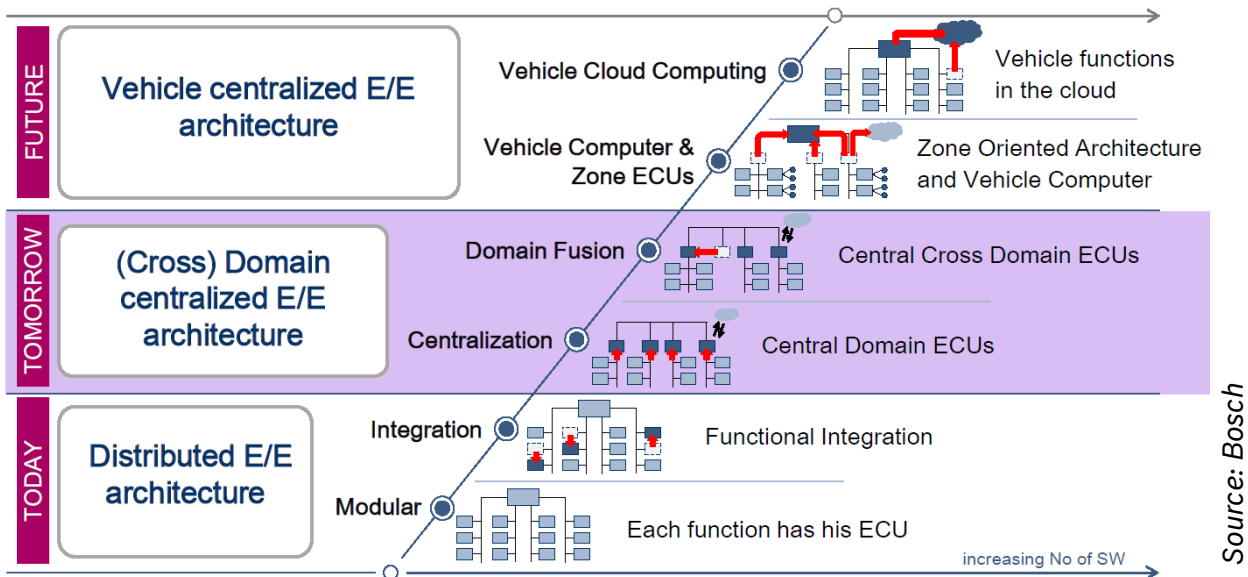 FUTURE
Vehicle centralized E/E
architecture
Vehicle Cloud Computing
Vehicle functions
in the cloud
Vehicle Computer &
Zone ECUs
Zone Oriented Architecture
and Vehicle Computer
TOMORROW
(Cross) Domain
centralized E/E
architecture
Domain Fusion
Central Cross Domain ECUs
Centralization
Central Domain ECUs
TODAY
Distributed E/E
architecture
Integration
Functional Integration
Modular
Each function has his ECU
increasing No of SW
Source: Bosch